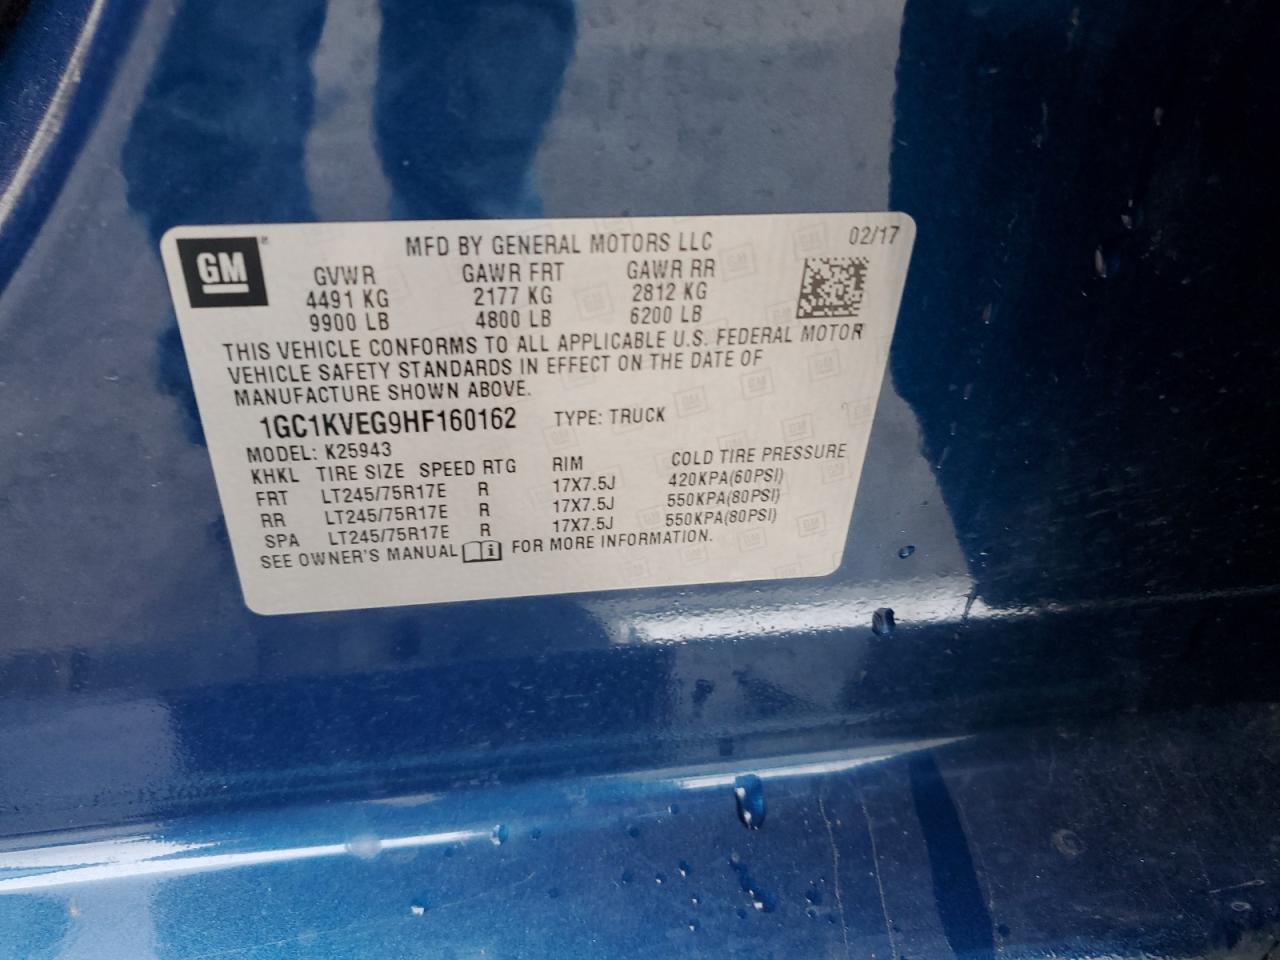 GM
MFD BY GENERAL MOTORS LLC 02/17
GVWR GAWR FRT GAWR RR
4491 KG 2177 KG 2812 KG
9900 LB 4800 LB 6200 LB
THIS VEHICLE CONFORMS TO ALL APPLICABLE U.S. FEDERAL MOTOR
VEHICLE SAFETY STANDARDS IN EFFECT ON THE DATE OF
MANUFACTURE SHOWN ABOVE.
1GC1KVEG9HF160162 TYPE: TRUCK
MODEL: K25943
KHKL TIRE SIZE SPEED RTG RIM COLD TIRE PRESSURE
FRT LT245/75R17E R 17X7.5J 420KPA(60PSI)
RR LT245/75R17E R 17X7.5J 550KPA(80PSI)
SPA LT245/75R17E R 17X7.5J 550KPA(80PSI)
SEE OWNER'S MANUAL FOR MORE INFORMATION.